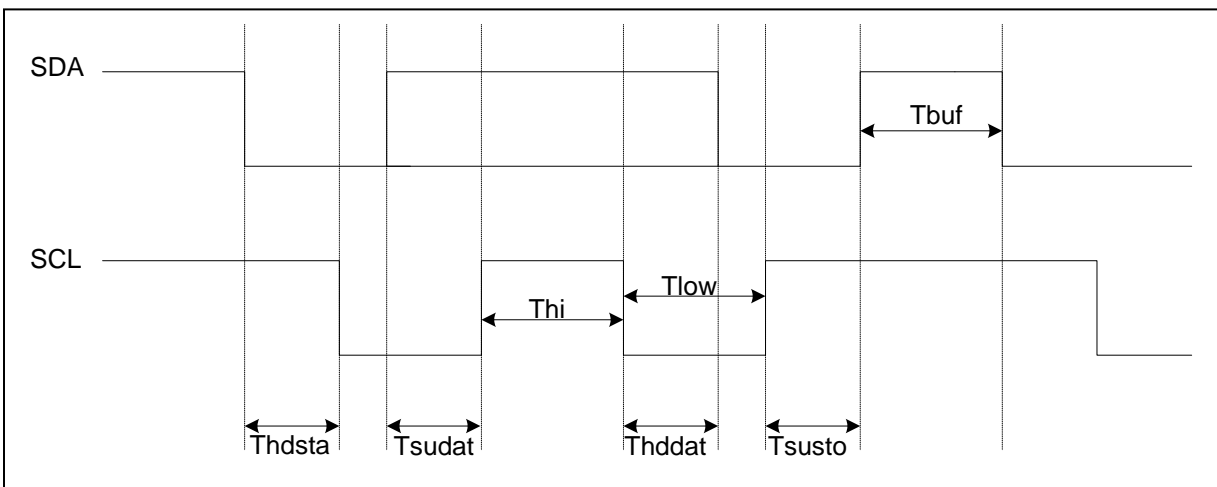 SDA
Tbuf
SCL
Tlow
Thi
Thdsta
Tsudat
Thddat
Tsusto